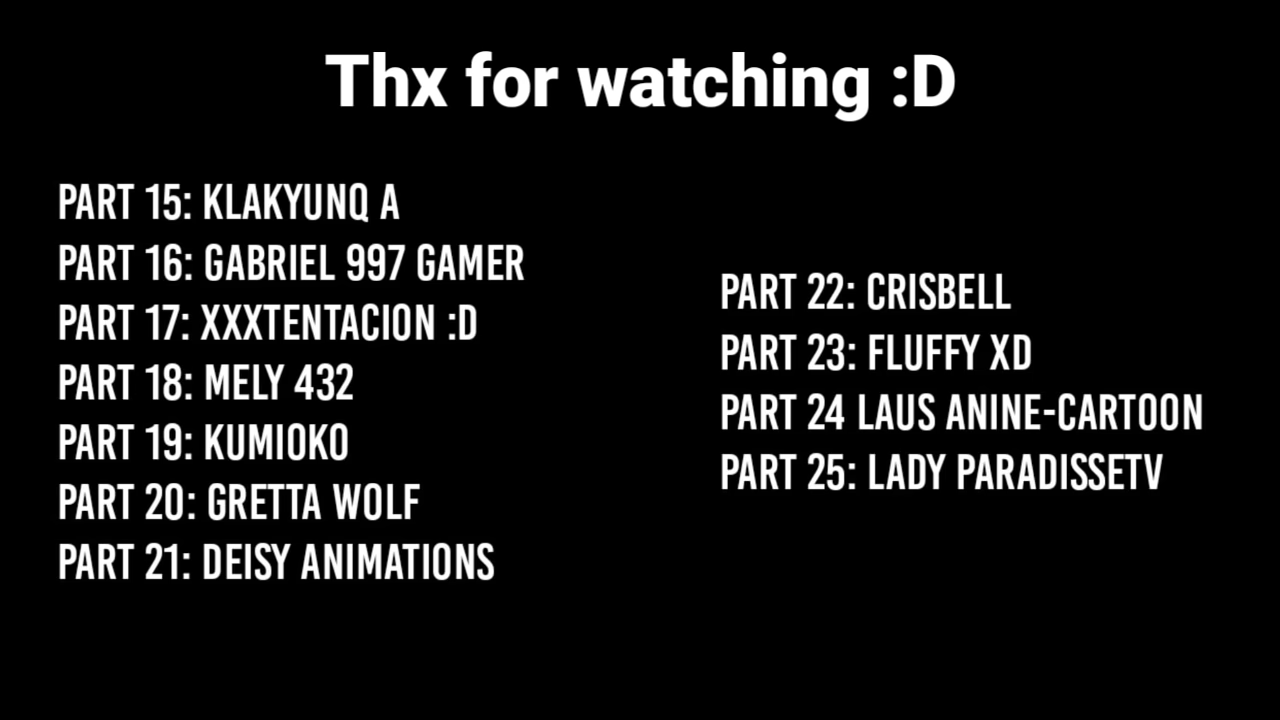 Thx for watching :D
PART 15: KLAKYUNQ A
PART 16: GABRIEL 997 GAMER
PART 17: XXXTENTACION :D
PART 18: MELY 432
PART 19: KUMIOKO
PART 20: GRETTA WOLF
PART 21: DEISY ANIMATIONS
PART 22: CRISBELL
PART 23: FLUFFY XD
PART 24 LAUS ANINE-CARTOON
PART 25: LADY PARADISSETV